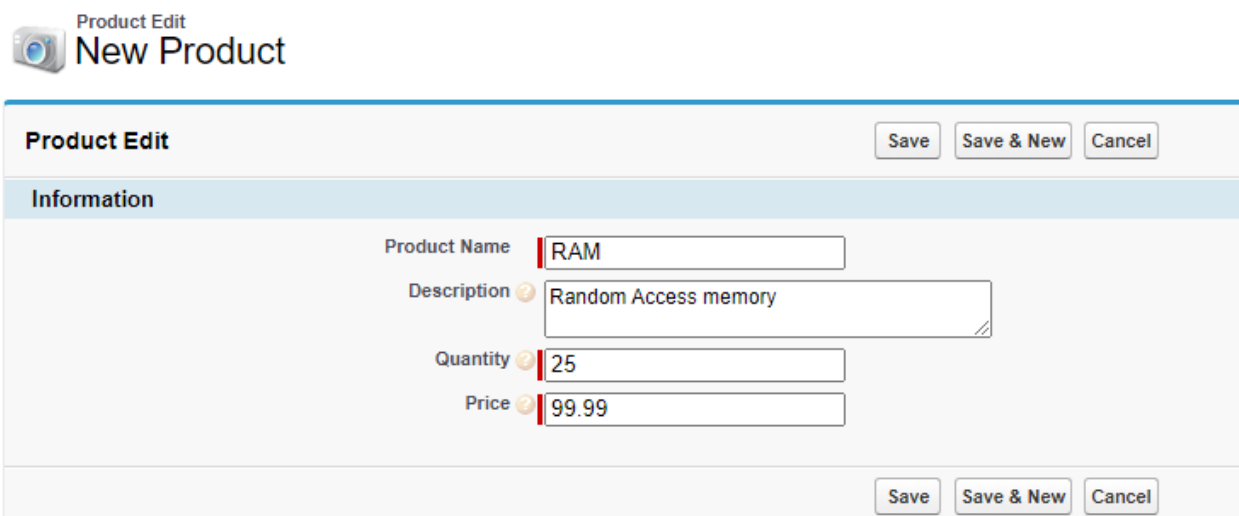 Product Edit
New Product
Product Edit
Save Save & New Cancel
Information
Product Name RAM
Description ? Random Access memory
Quantity ? 25
Price ? 99.99
Save Save & New Cancel